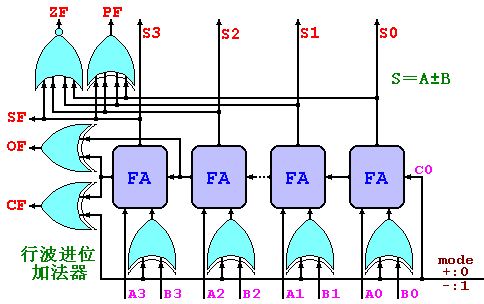 ZF PF S3 S2 S1 S0
S=A±B
SF
OF
FA FA FA FA
C0
CF
行波进位
加法器
mode
+:0
-:1
A3 B3 A2 B2 A1 B1 A0 B0